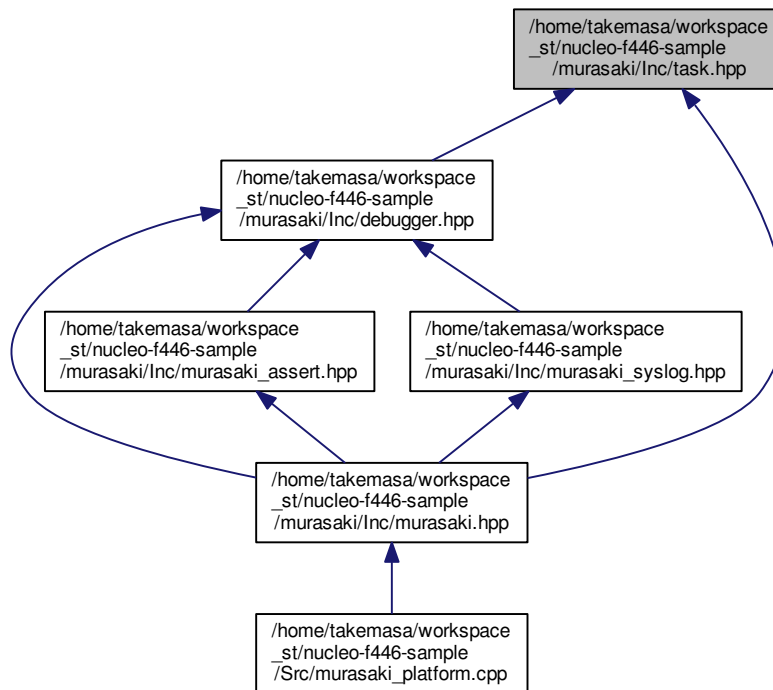 /home/takemasa/workspace
_st/nucleo-f446-sample
/murasaki/Inc/task.hpp
/home/takemasa/workspace
_st/nucleo-f446-sample
/murasaki/Inc/debugger.hpp
/home/takemasa/workspace
_st/nucleo-f446-sample
/murasaki/Inc/murasaki_assert.hpp
/home/takemasa/workspace
_st/nucleo-f446-sample
/murasaki/Inc/murasaki_syslog.hpp
/home/takemasa/workspace
_st/nucleo-f446-sample
/murasaki/Inc/murasaki.hpp
/home/takemasa/workspace
_st/nucleo-f446-sample
/Src/murasaki_platform.cpp